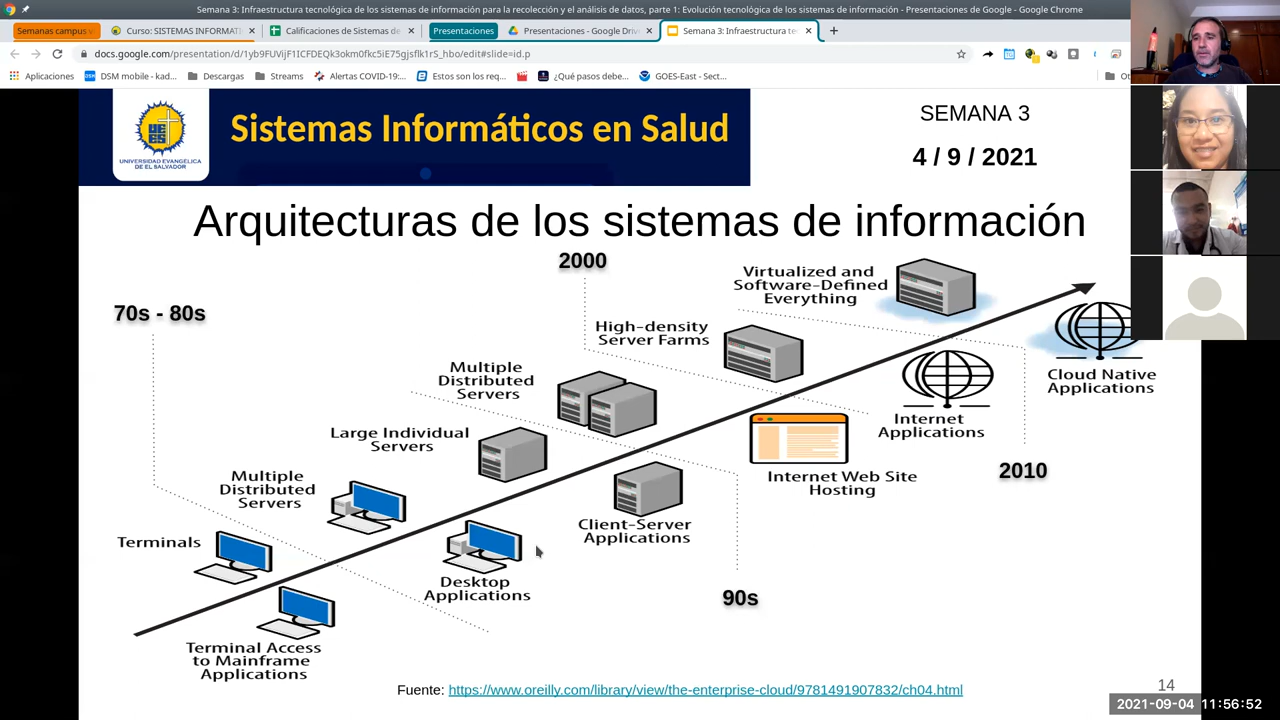 Semana 3: Infraestructura tecnológica de los sistemas de información para la recolección y el análisis de datos, parte 1: Evolución tecnológica de los sistemas de información - Presentaciones de Google - Google Chrome
Semanas campus v
Curso: SISTEMAS INFORMAT
Calificaciones de Sistemas de
Presentaciones
Presentaciones - Google Drive
Semana 3: Infraestructura te
docs.google.com/presentation/d/1yb9FUVijF1ICFDEQk3okm0fkc5iE75gjsflk1rS_hbo/edit#slide=id.p
Aplicaciones
DSM mobile - kad...
Descargas
Streams
Alertas COVID-19:...
Estos son los req...
¿Qué pasos debe...
GOES-East - Sect...
UNIVERSIDAD EVANGÉLICA
DE EL SALVADOR
Sistemas Informáticos en Salud
SEMANA 3
4 / 9 / 2021
Arquitecturas de los sistemas de información
70s - 80s
2000
Virtualized and
Software-Defined
Everything
High-density
Server Farms
Multiple
Distributed
Servers
Large Individual
Servers
Multiple
Distributed
Servers
Terminals
Terminal Access
to Mainframe
Applications
Desktop
Applications
Client-Server
Applications
90s
Internet Web Site
Hosting
Internet
Applications
2010
Cloud Native
Applications
Fuente: https://www.oreilly.com/library/view/the-enterprise-cloud/9781491907832/ch04.html
14
2021-09-04 11:56:52